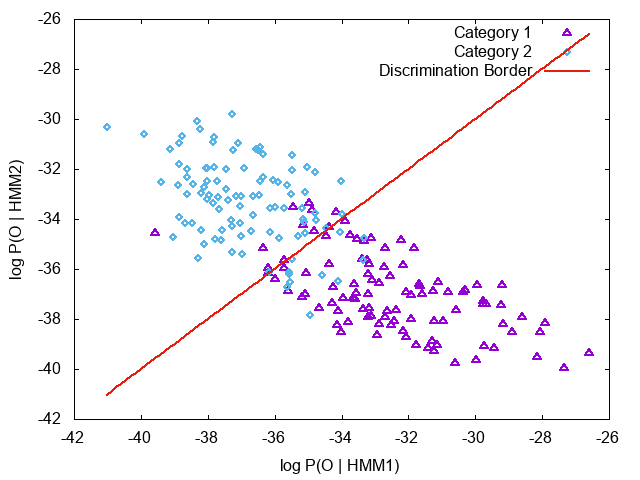 Category 1
Category 2
Discrimination Border
-26
-28
-30
-32
-34
-36
-38
-40
-42
log P(O | HMM2)
-42 -40 -38 -36 -34 -32 -30 -28 -26
log P(O | HMM1)